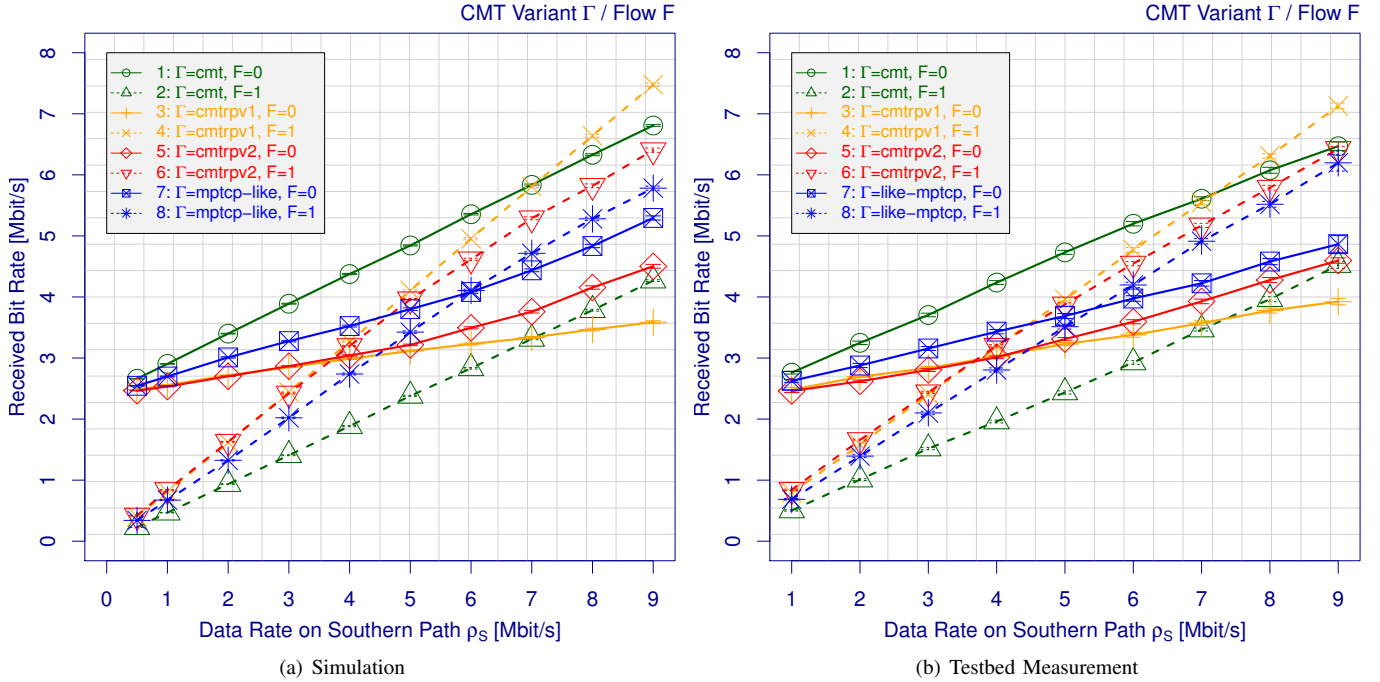 CMT Variant Γ / Flow F
Received Bit Rate [Mbit/s]
8
7
6
5
4
3
2
1
0
1: Γ=cmt, F=0
2: Γ=cmt, F=1
3: Γ=cmtrpv1, F=0
4: Γ=cmtrpv1, F=1
5: Γ=cmtrpv2, F=0
6: Γ=cmtrpv2, F=1
7: Γ=mptcp−like, F=0
8: Γ=mptcp−like, F=1
0 1 2 3 4 5 6 7 8 9
Data Rate on Southern Path ρS [Mbit/s]
(a) Simulation
CMT Variant Γ / Flow F
Received Bit Rate [Mbit/s]
8
7
6
5
4
3
2
1
0
1: Γ=cmt, F=0
2: Γ=cmt, F=1
3: Γ=cmtrpv1, F=0
4: Γ=cmtrpv1, F=1
5: Γ=cmtrpv2, F=0
6: Γ=cmtrpv2, F=1
7: Γ=like−mptcp, F=0
8: Γ=like−mptcp, F=1
1 2 3 4 5 6 7 8 9
Data Rate on Southern Path ρS [Mbit/s]
(b) Testbed Measurement